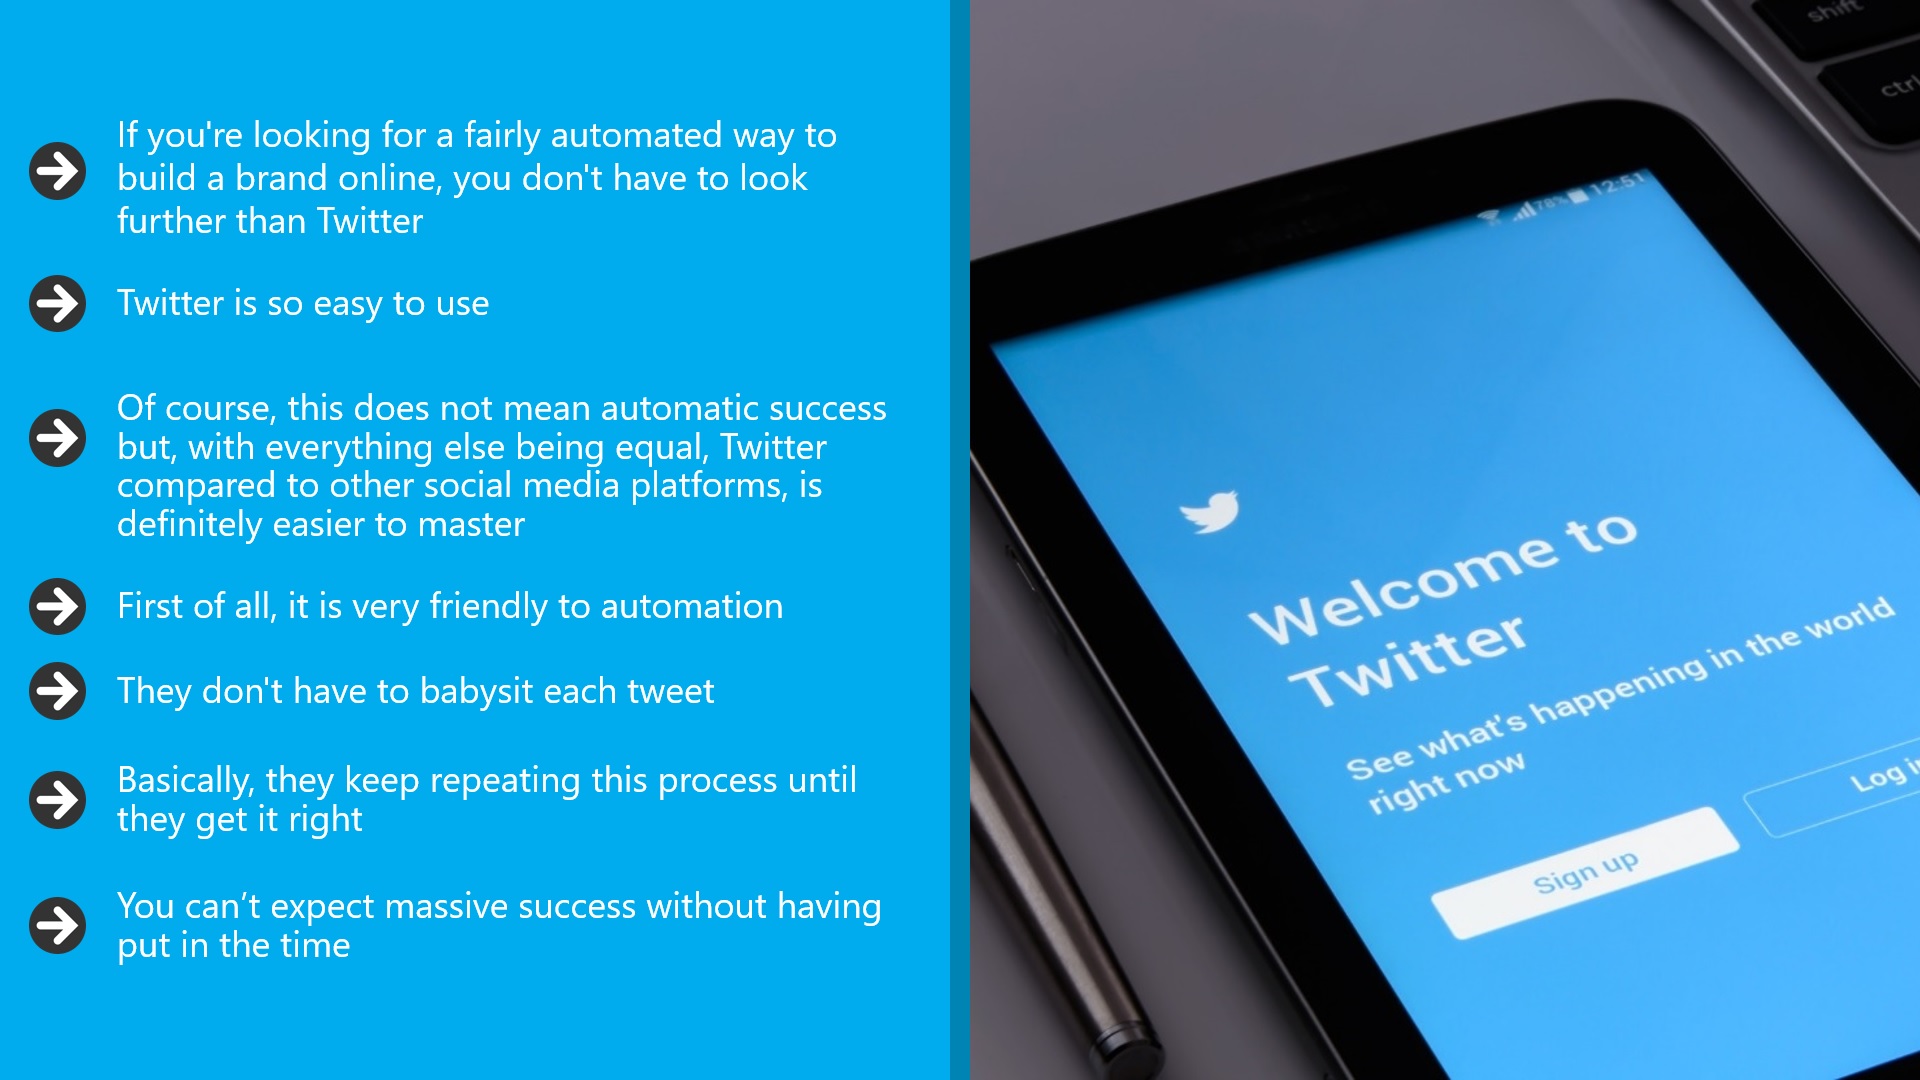 If you're looking for a fairly automated way to
build a brand online, you don't have to look
further than Twitter
Twitter is so easy to use
Of course, this does not mean automatic success
but, with everything else being equal, Twitter
compared to other social media platforms, is
definitely easier to master
First of all, it is very friendly to automation
They don't have to babysit each tweet
Basically, they keep repeating this process until
they get it right
You can’t expect massive success without having
put in the time
shift
ctrl
78% 12:51
Welcome to
Twitter
See what's happening in the world
right now
Log in
Sign up